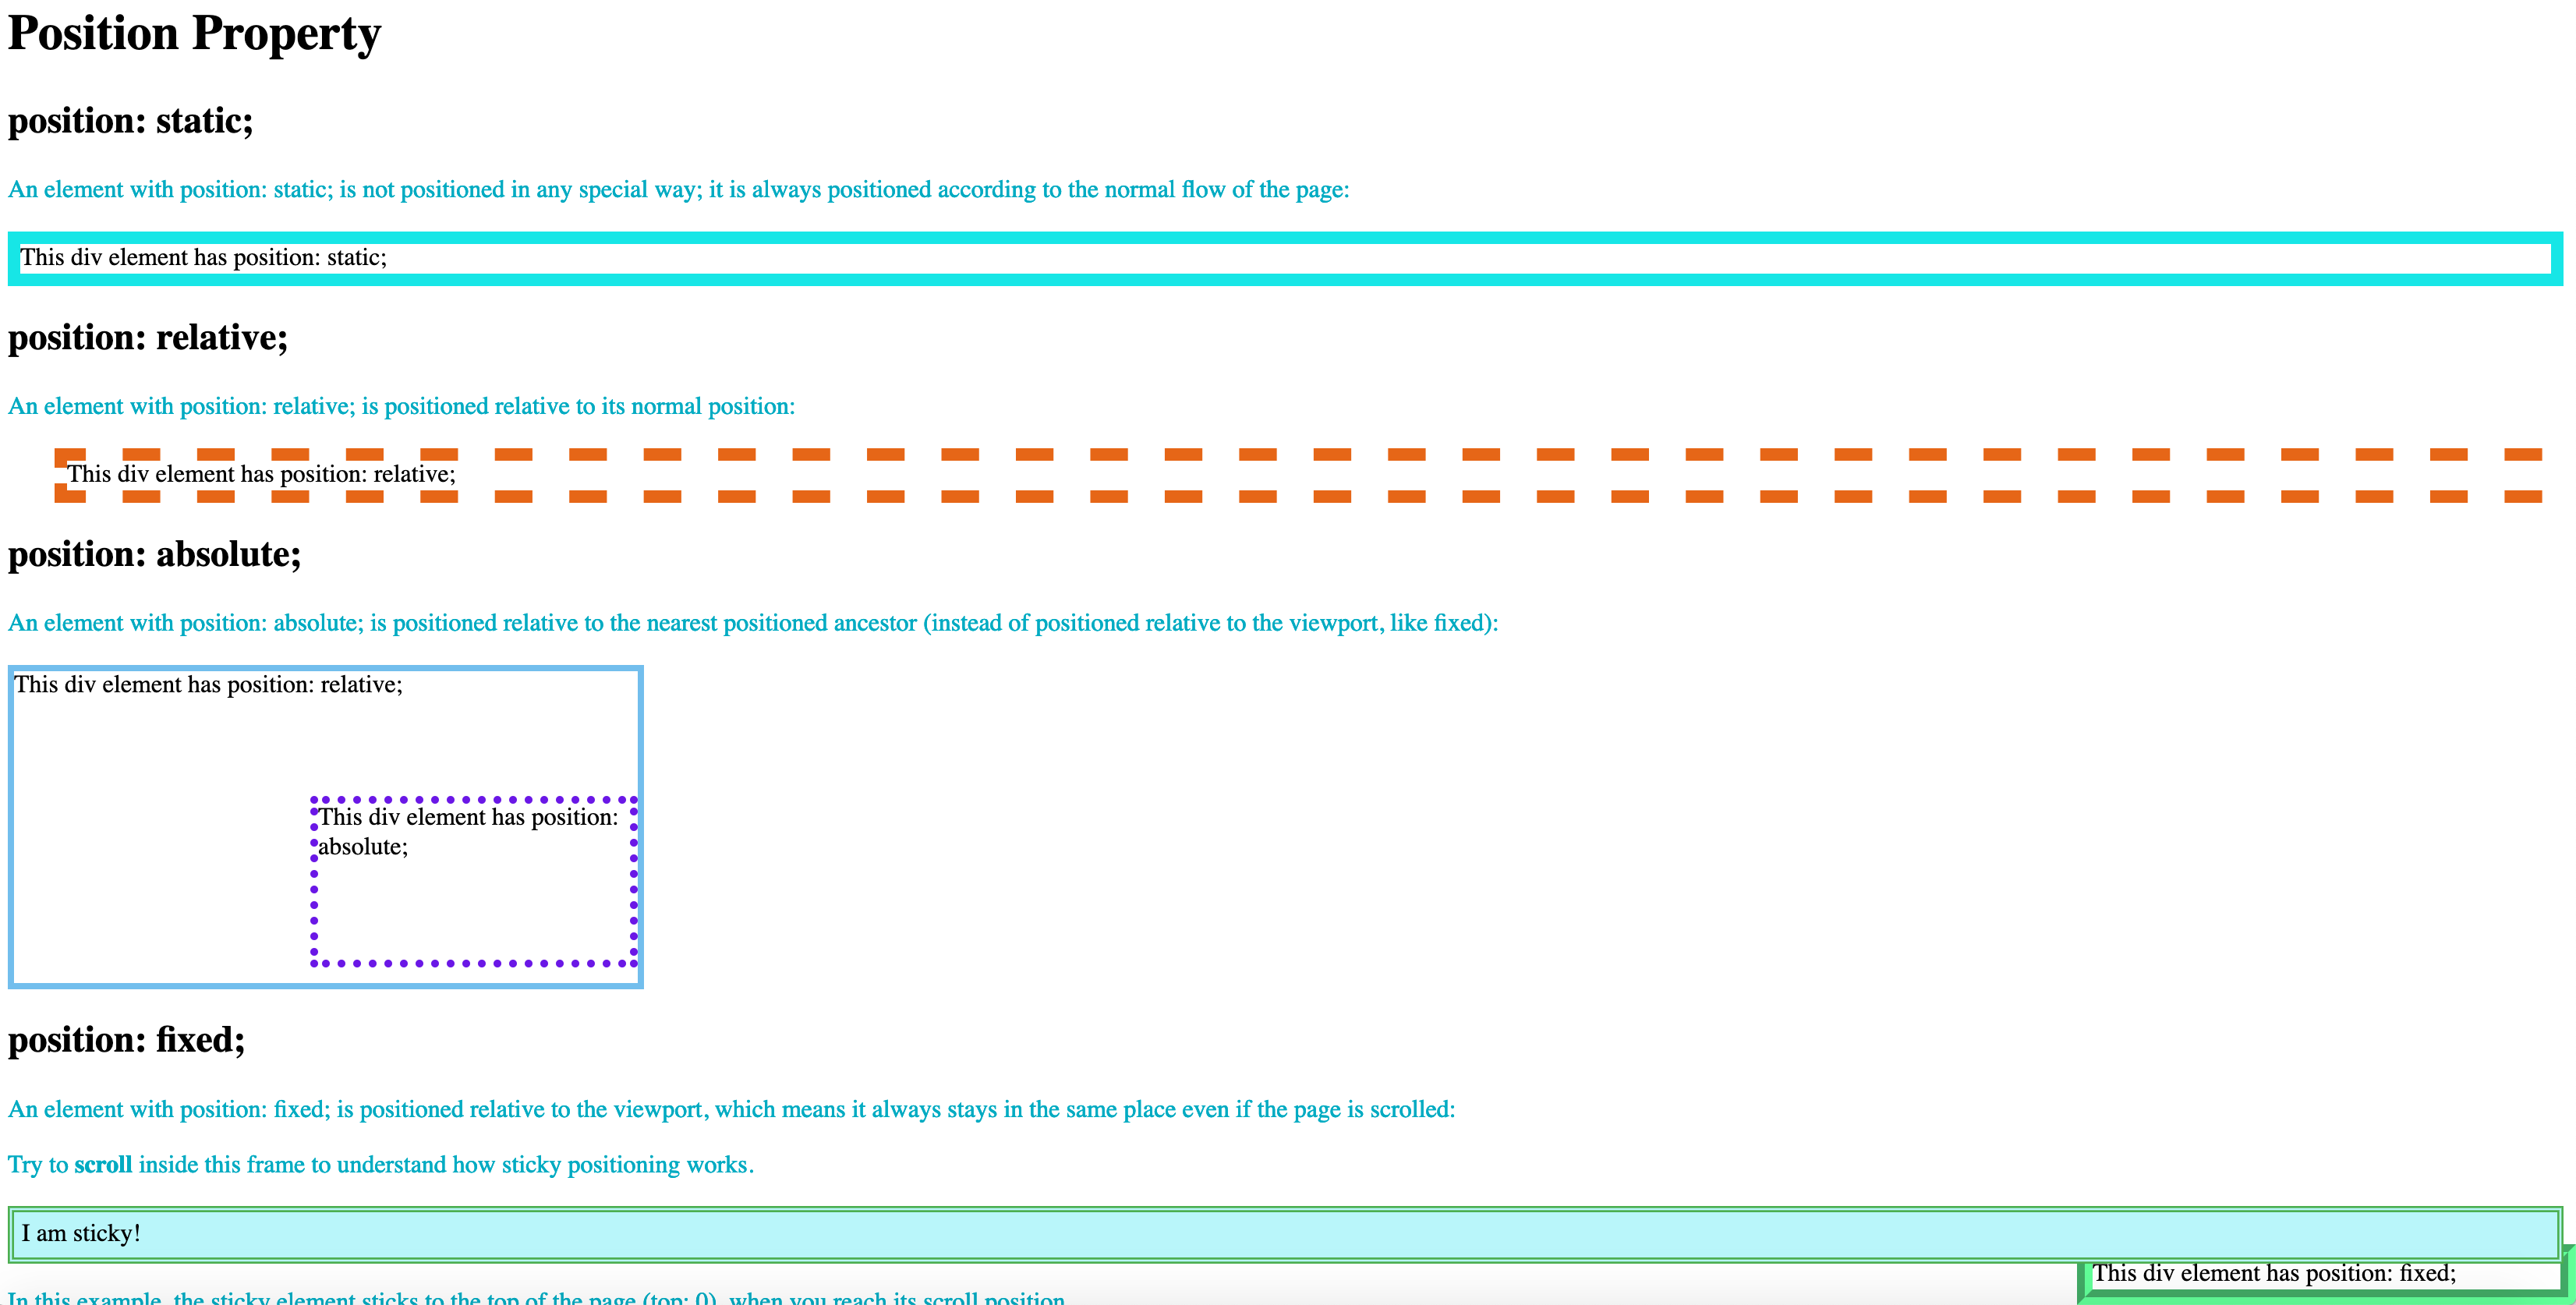 Position Property
position: static;
An element with position: static; is not positioned in any special way; it is always positioned according to the normal flow of the page:
This div element has position: static;
position: relative;
An element with position: relative; is positioned relative to its normal position:
This div element has position: relative;
position: absolute;
An element with position: absolute; is positioned relative to the nearest positioned ancestor (instead of positioned relative to the viewport, like fixed):
This div element has position: relative;
This div element has position:
absolute;
position: fixed;
An element with position: fixed; is positioned relative to the viewport, which means it always stays in the same place even if the page is scrolled:
Try to scroll inside this frame to understand how sticky positioning works.
I am sticky!
This div element has position: fixed;
In this example, the sticky element sticks to the top of the page (top: 0), when you reach its scroll position.